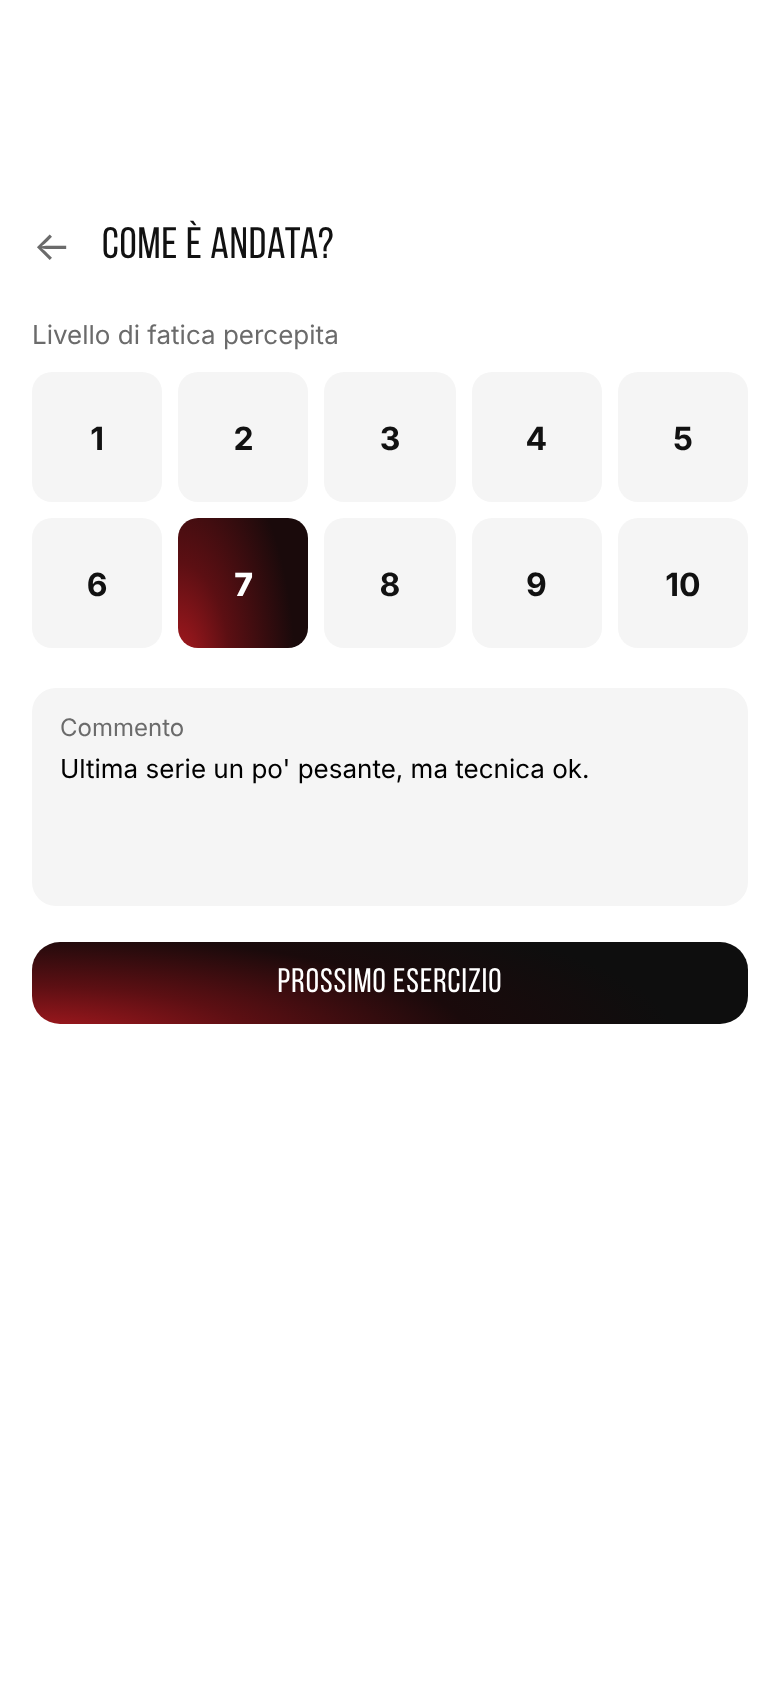 COME È ANDATA?
Livello di fatica percepita
1 2 3 4 5
6 7 8 9 10
Commento
Ultima serie un po' pesante, ma tecnica ok.
PROSSIMO ESERCIZIO